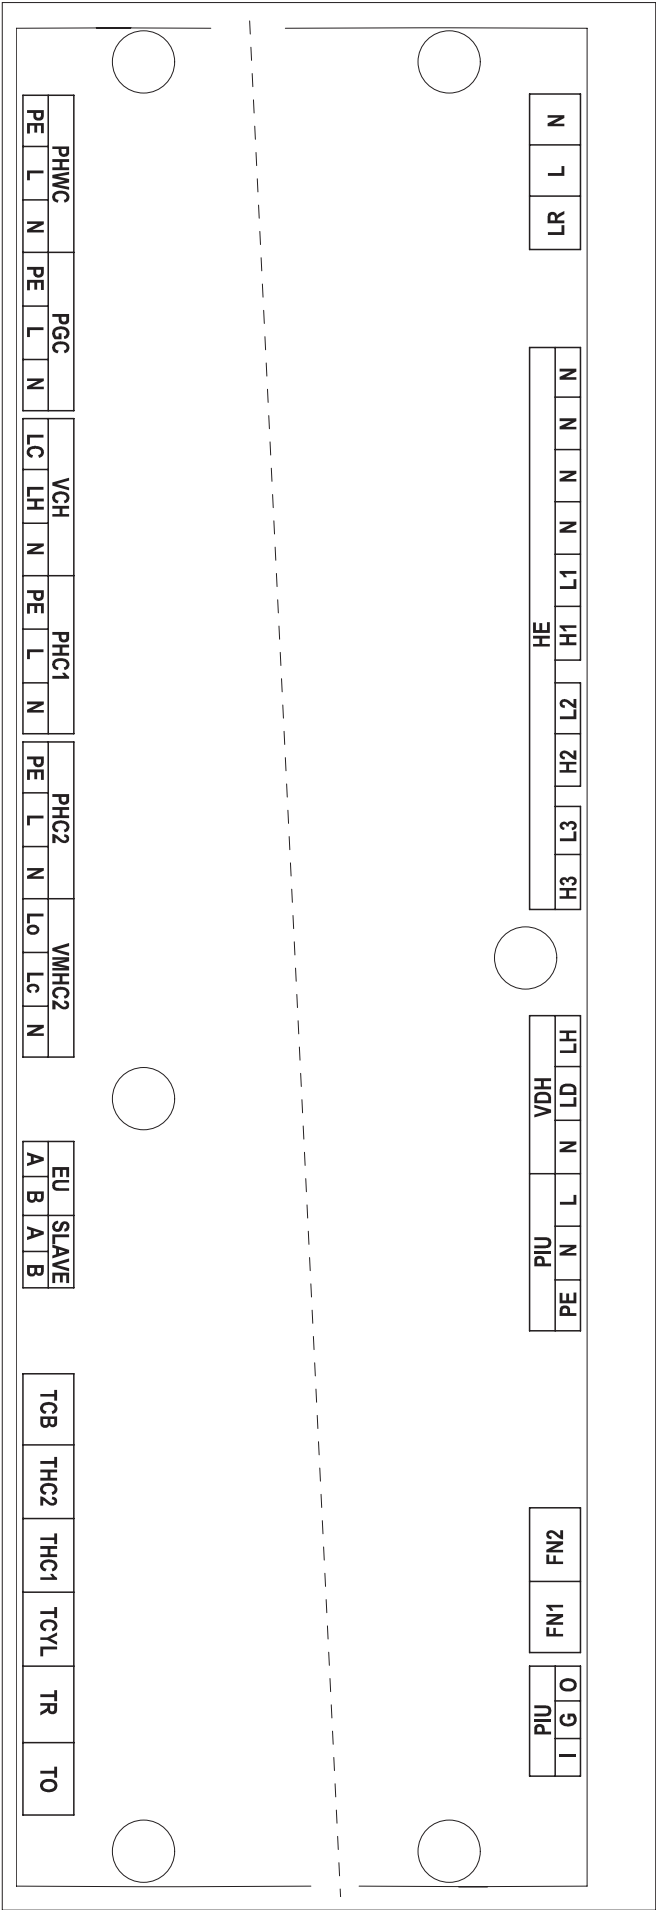 PHWC
PE L N
PGC
PE L N
VCH
LC LH N
PHC1
PE L N
PHC2
PE L N
VMHC2
Lo Lc N
EU
A B
SLAVE
A B
TCB
THC2
THC1
TCYL
TR
TO
N
L
LR
HE
N N N N L1 H1 L2 H2 L3 H3
VDH
LH LD N
PIU
L N PE
FN2
FN1
PIU
O G I